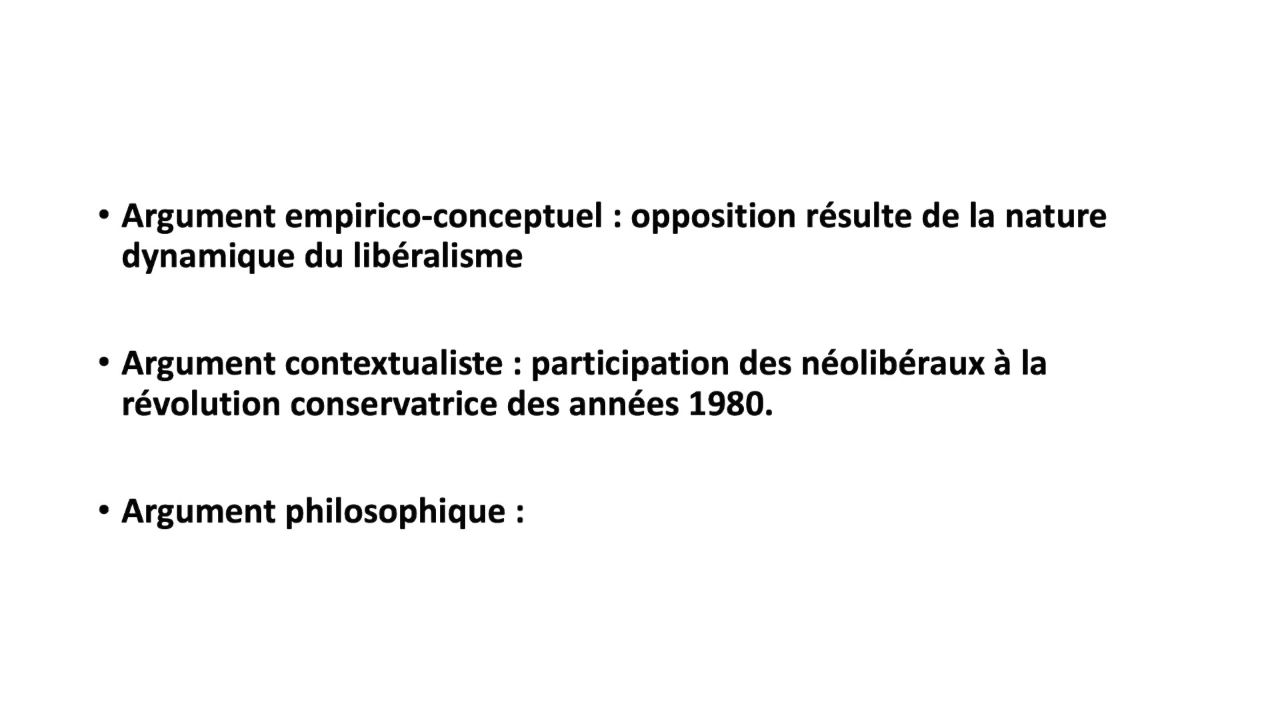 • Argument empirico-conceptuel : opposition résulte de la nature
dynamique du libéralisme
• Argument contextualiste : participation des néolibéraux à la
révolution conservatrice des années 1980.
• Argument philosophique :